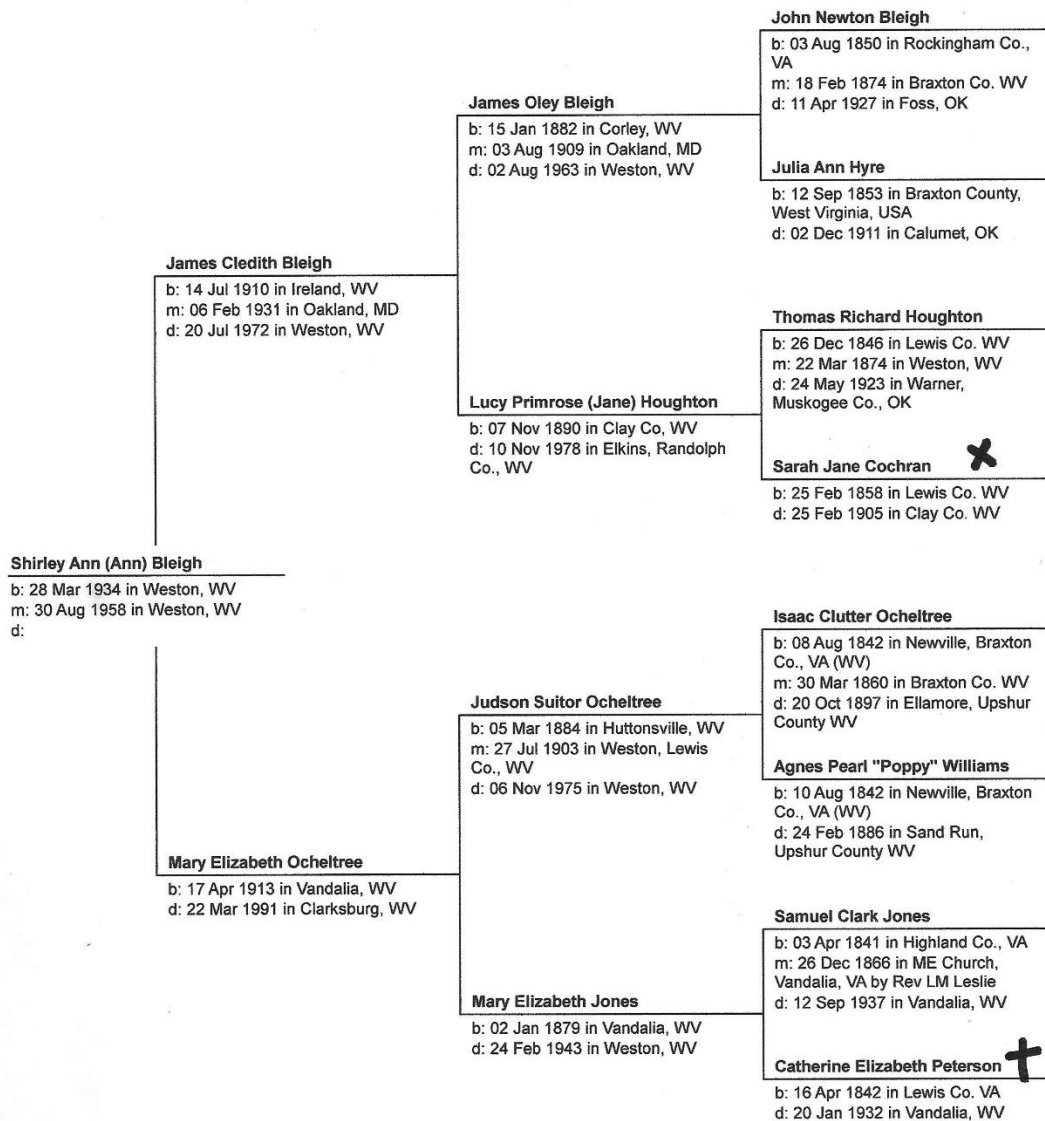 John Newton Bleigh
b: 03 Aug 1850 in Rockingham Co.,
VA
m: 18 Feb 1874 in Braxton Co. WV
d: 11 Apr 1927 in Foss, OK
James Oley Bleigh
b: 15 Jan 1882 in Corley, WV
m: 03 Aug 1909 in Oakland, MD
d: 02 Aug 1963 in Weston, WV
Julia Ann Hyre
b: 12 Sep 1853 in Braxton County,
West Virginia, USA
d: 02 Dec 1911 in Calumet, OK
James Cledith Bleigh
b: 14 Jul 1910 in Ireland, WV
m: 06 Feb 1931 in Oakland, MD
d: 20 Jul 1972 in Weston, WV
Thomas Richard Houghton
b: 26 Dec 1846 in Lewis Co. WV
m: 22 Mar 1874 in Weston, WV
d: 24 May 1923 in Warner,
Muskogee Co., OK
Lucy Primrose (Jane) Houghton
b: 07 Nov 1890 in Clay Co, WV
d: 10 Nov 1978 in Elkins, Randolph
Co., WV
Sarah Jane Cochran
b: 25 Feb 1858 in Lewis Co. WV
d: 25 Feb 1905 in Clay Co. WV
Shirley Ann (Ann) Bleigh
b: 28 Mar 1934 in Weston, WV
m: 30 Aug 1958 in Weston, WV
d:
Isaac Clutter Ocheltree
b: 08 Aug 1842 in Newville, Braxton
Co., VA (WV)
m: 30 Mar 1860 in Braxton Co. WV
d: 20 Oct 1897 in Ellamore, Upshur
County WV
Judson Suitor Ocheltree
b: 05 Mar 1884 in Huttonsville, WV
m: 27 Jul 1903 in Weston, Lewis
Co., WV
d: 06 Nov 1975 in Weston, WV
Agnes Pearl "Poppy" Williams
b: 10 Aug 1842 in Newville, Braxton
Co., VA (WV)
d: 24 Feb 1886 in Sand Run,
Upshur County WV
Mary Elizabeth Ocheltree
b: 17 Apr 1913 in Vandalia, WV
d: 22 Mar 1991 in Clarksburg, WV
Samuel Clark Jones
b: 03 Apr 1841 in Highland Co., VA
m: 26 Dec 1866 in ME Church,
Vandalia, VA by Rev LM Leslie
d: 12 Sep 1937 in Vandalia, WV
Mary Elizabeth Jones
b: 02 Jan 1879 in Vandalia, WV
d: 24 Feb 1943 in Weston, WV
Catherine Elizabeth Peterson
b: 16 Apr 1842 in Lewis Co. VA
d: 20 Jan 1932 in Vandalia, WV